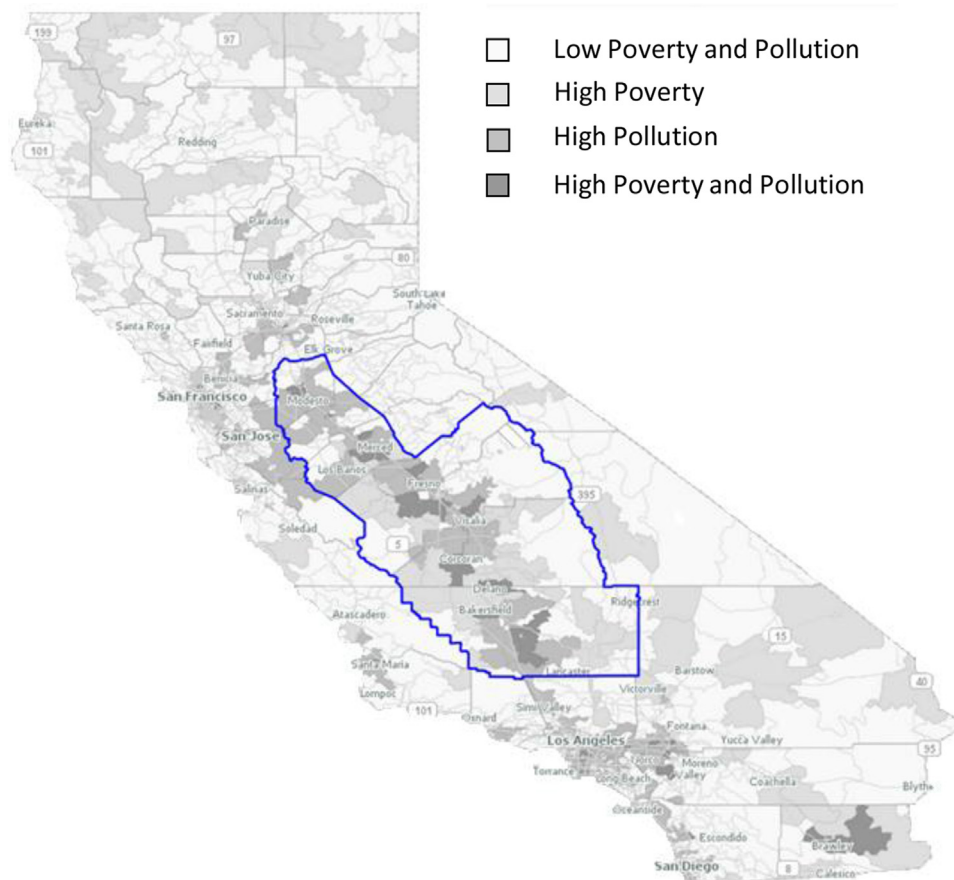 199
97
Low Poverty and Pollution
High Poverty
High Pollution
High Poverty and Pollution
Eureka
101
Redding
Paradise
80
Yuba City
South Lake
Tahoe
Sacramento
Roseville
Santa Rosa
Fairfield
Elk Grove
Benicia
San Francisco
Modesto
San Jose
Merced
Los Banos
Fresno
Salinas
395
Visalia
Soledad
5
Corcoran
Delano
Ridgecrest
Bakersfield
Atascadero
15
Santa Maria
Lancaster
Barstow
40
Lompoc
Victorville
101
Simi Valley
Oxnard
Fontana
Los Angeles
Yucca Valley
95
Norco
Moreno
Valley
Torrance
Long Beach
Coachella
Blythe
Oceanside
Escondido
Brawley
San Diego
8
Calexico